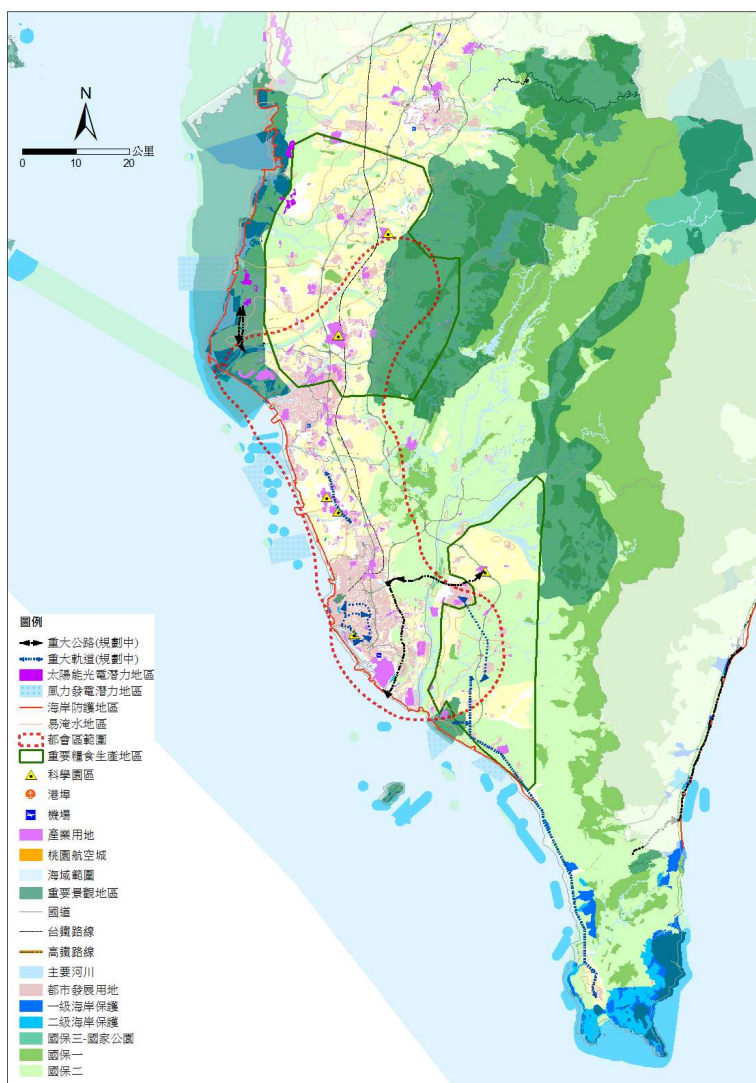 N
公里
0 10 20
圖例
重大公路(規劃中)
重大軌道(規劃中)
太陽能光電潛力地區
風力發電潛力地區
海岸防護地區
易淹水地區
都會區範圍
重要糧食生產地區
科學園區
港埠
機場
產業用地
桃園航空城
海域範圍
重要景觀地區
國道
台鐵路線
高鐵路線
主要河川
都市發展用地
一級海岸保護
二級海岸保護
國保三-國家公園
國保一
國保二